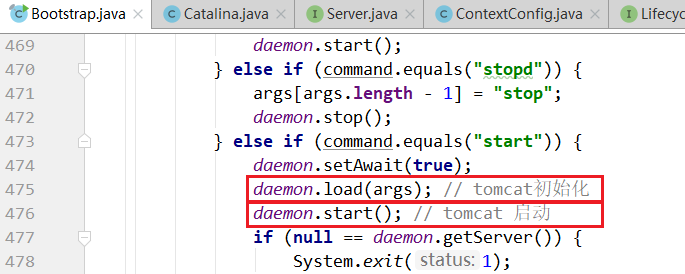 Bootstrap.java × Catalina.java × Server.java × ContextConfig.java × Lifecyc
469 daemon.start();
470 } else if (command.equals("stopd")) {
471 args[args.length - 1] = "stop";
472 daemon.stop();
473 } else if (command.equals("start")) {
474 daemon.setAwait(true);
475 daemon.load(args); // tomcat初始化
476 daemon.start(); // tomcat 启动
477 if (null == daemon.getServer()) {
478 System.exit( status: 1);